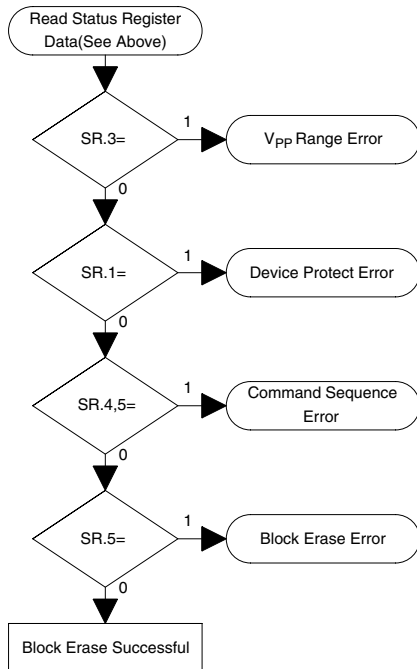 Read Status Register
Data(See Above)
SR.3=
1
VPP Range Error
0
SR.1=
1
Device Protect Error
0
SR.4,5=
1
Command Sequence
Error
0
SR.5=
1
Block Erase Error
0
Block Erase Successful